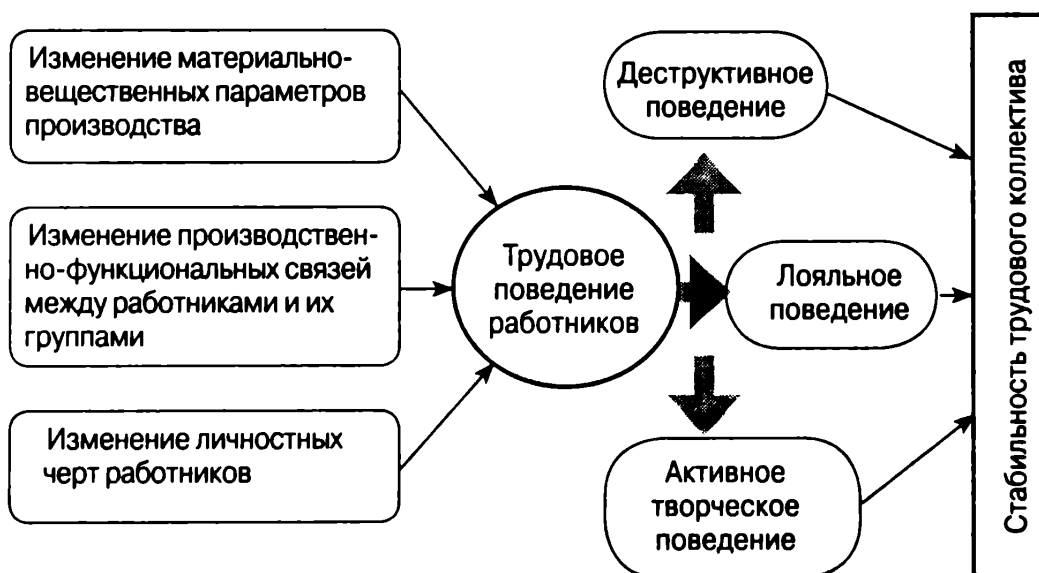 Изменение материально-
вещественных параметров
производства
Изменение производствен-
но-функциональных связей
между работниками и их
группами
Изменение личностных
черт работников
Трудовое
поведение
работников
Деструктивное
поведение
Лояльное
поведение
Активное
творческое
поведение
Стабильность трудового коллектива